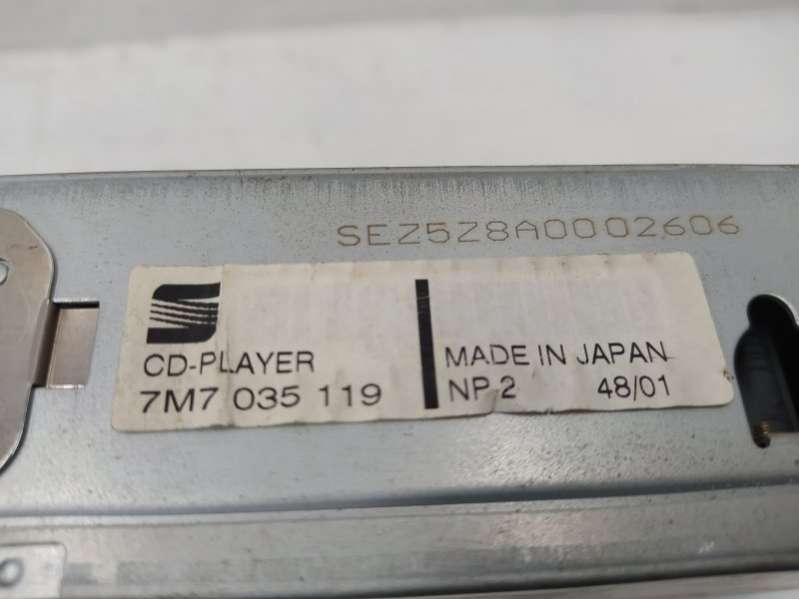 SEZ5Z8A0002606
CD-PLAYER
7M7 035 119
MADE IN JAPAN
NP 2 48/01